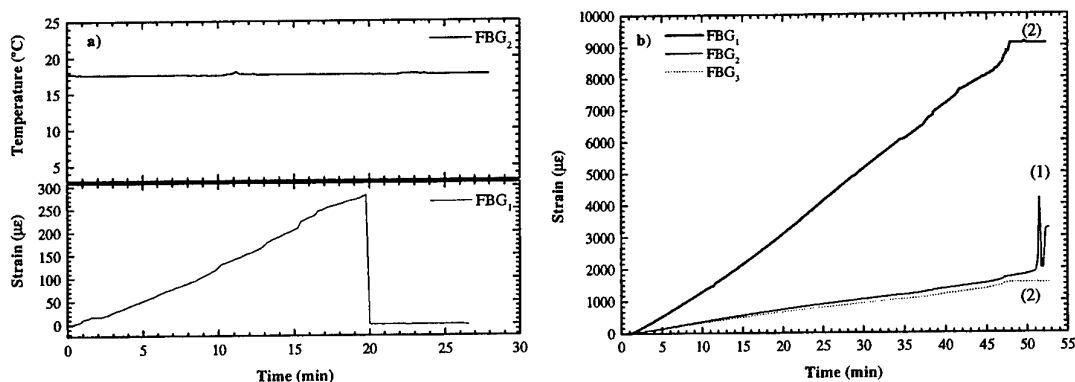 a)
FBG2
Temperature (°C)
25
20
15
10
5
FBG1
Strain (με)
300
250
200
150
100
50
0
0 5 10 15 20 25 30
Time (min)
b)
FBG1
FBG2
FBG3
(2)
(1)
(2)
Strain (με)
10000
9000
8000
7000
6000
5000
4000
3000
2000
1000
0
0 5 10 15 20 25 30 35 40 45 50 55
Time (min)